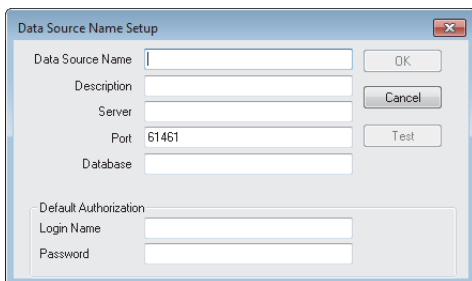 Data Source Name Setup
Data Source Name
OK
Description
Cancel
Server
Port 61461
Test
Database
Default Authorization
Login Name
Password